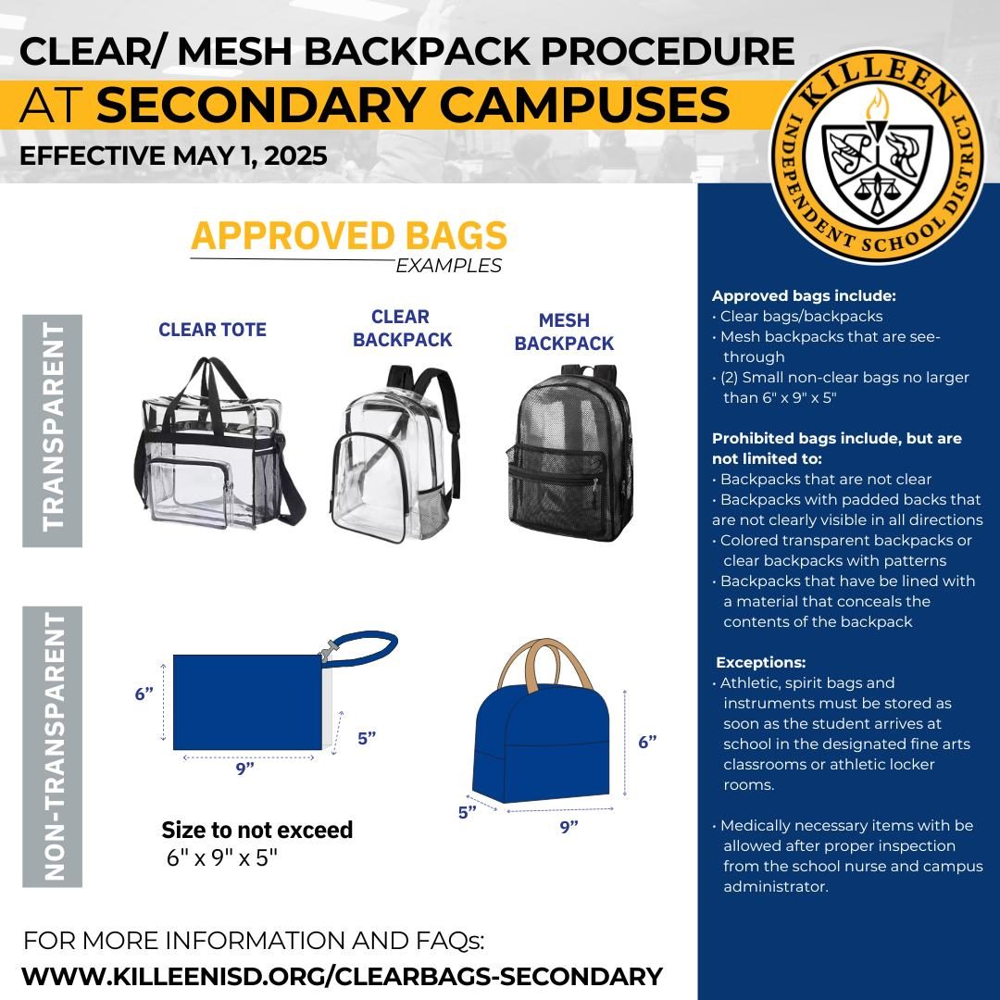 CLEAR/ MESH BACKPACK PROCEDURE
AT SECONDARY CAMPUSES
EFFECTIVE MAY 1, 2025
KILLEEN
INDEPENDENT SCHOOL DISTRICT
APPROVED BAGS
EXAMPLES
TRANSPARENT
CLEAR TOTE
CLEAR
BACKPACK
MESH
BACKPACK
NON-TRANSPARENT
6”
9”
5”
6”
5”
9”
Size to not exceed
6" x 9" x 5"
FOR MORE INFORMATION AND FAQs:
WWW.KILLEENISD.ORG/CLEARBAGS-SECONDARY
Approved bags include:
• Clear bags/backpacks
• Mesh backpacks that are see-
through
• (2) Small non-clear bags no larger
than 6" x 9" x 5"
Prohibited bags include, but are
not limited to:
• Backpacks that are not clear
• Backpacks with padded backs that
are not clearly visible in all directions
• Colored transparent backpacks or
clear backpacks with patterns
• Backpacks that have be lined with
a material that conceals the
contents of the backpack
Exceptions:
• Athletic, spirit bags and
instruments must be stored as
soon as the student arrives at
school in the designated fine arts
classrooms or athletic locker
rooms.
• Medically necessary items with be
allowed after proper inspection
from the school nurse and campus
administrator.